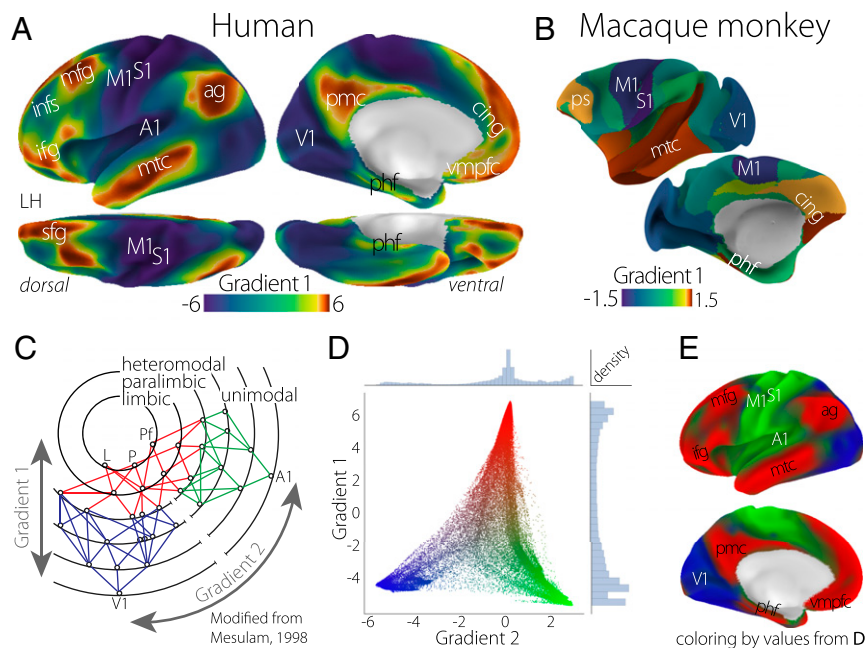 A
Human
B
Macaque monkey
mfg
M1
S1
infs
ag
ifg
A1
mtc
LH
pmc
V1
cing
vmpfc
phf
ps
M1
S1
V1
mtc
M1
cing
phf
sfg
M1
S1
phf
dorsal
Gradient 1
-6
6
ventral
Gradient 1
-1.5
1.5
C
heteromodal
paralimbic
limbic
unimodal
Pf
L
P
A1
V1
Gradient 1
Gradient 2
Modified from
Mesulam, 1998
D
density
Gradient 1
6
4
2
0
-2
-4
-6
-4
-2
0
2
Gradient 2
E
mfg
M1
S1
ag
A1
ifg
mtc
pmc
V1
phf
vmpfc
coloring by values from D